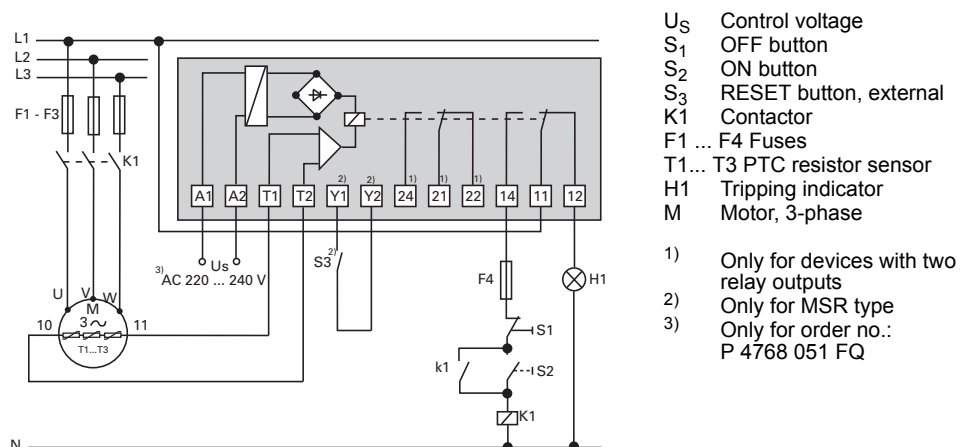 L1
L2
L3
F1 - F3
K1
A1 A2 T1 T2 Y1 2) Y2 2) 24 1) 21 1) 22 1) 14 11 12
Us
3) AC 220 ... 240 V
S3 2)
F4
H1
U V W
M
3
10 11
T1...T3
S1
k1
S2
K1
N
US Control voltage
S1 OFF button
S2 ON button
S3 RESET button, external
K1 Contactor
F1 ... F4 Fuses
T1... T3 PTC resistor sensor
H1 Tripping indicator
M Motor, 3-phase
1) Only for devices with two
relay outputs
2) Only for MSR type
3) Only for order no.:
P 4768 051 FQ